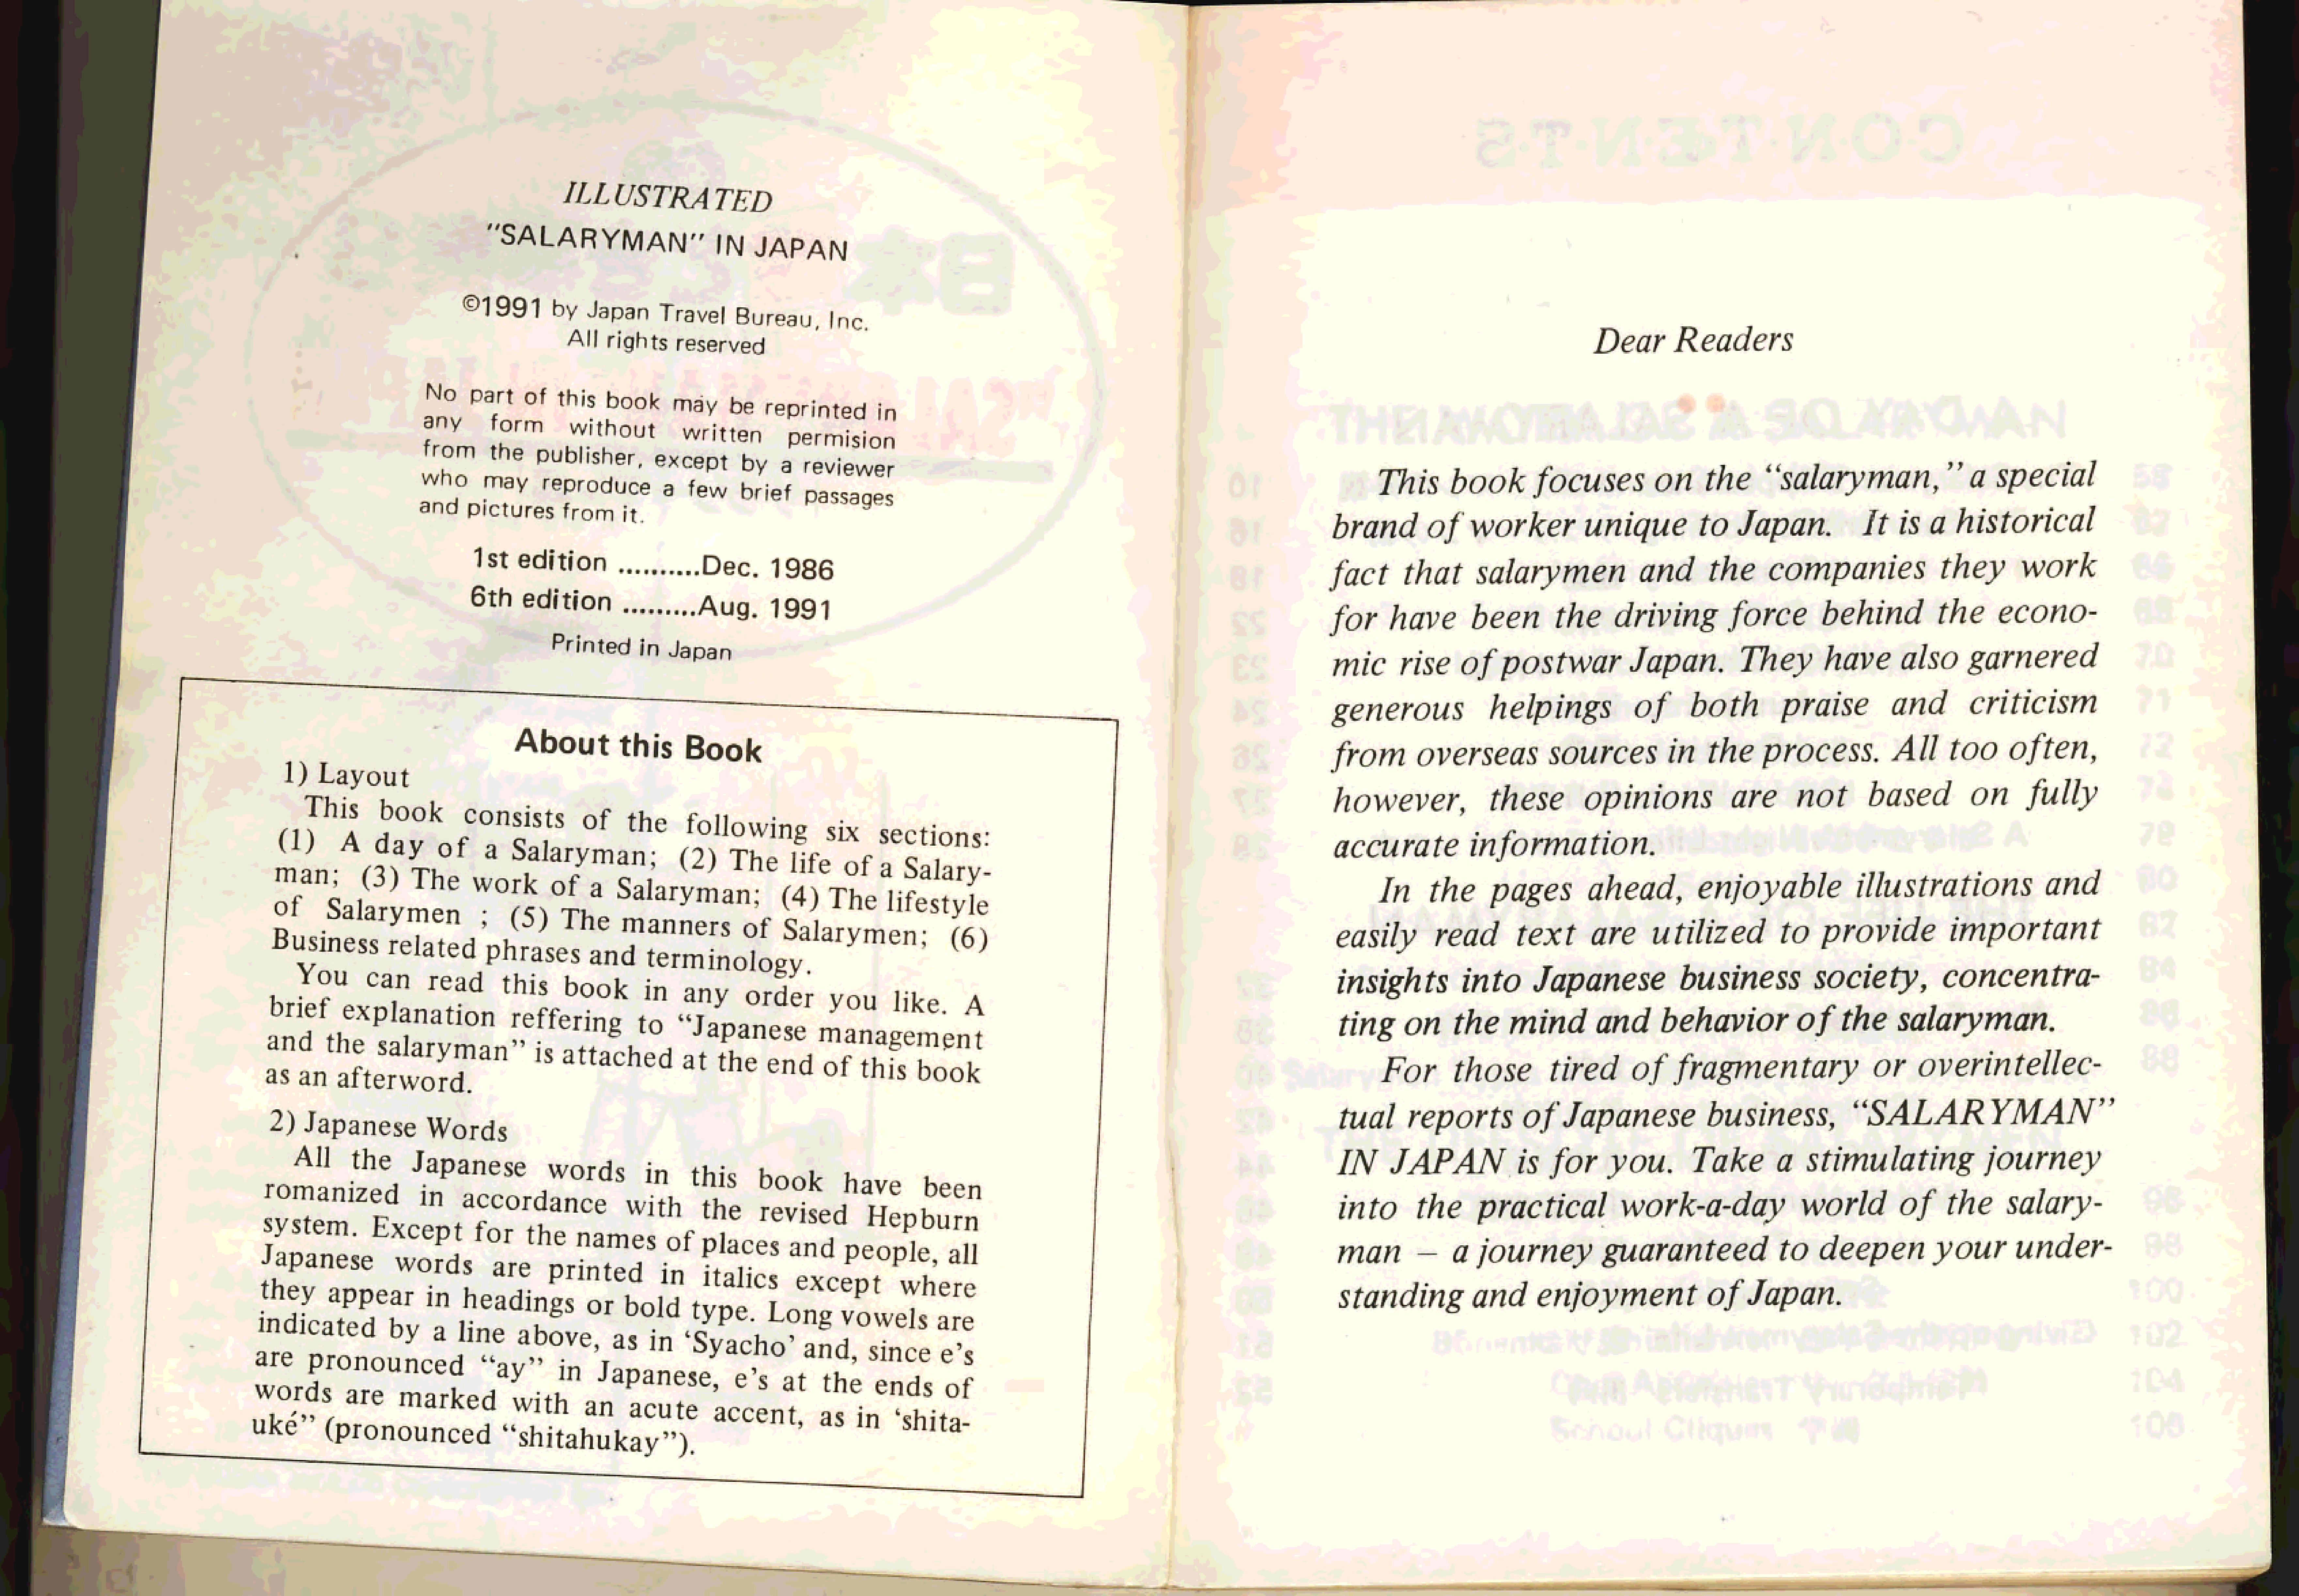 ILLUSTRATED
"SALARYMAN" IN JAPAN
©1991 by Japan Travel Bureau, Inc.
All rights reserved
No part of this book may be reprinted in
any form without written permision
from the publisher, except by a reviewer
who may reproduce a few brief passages
and pictures from it.
1st edition ..........Dec. 1986
6th edition .........Aug. 1991
Printed in Japan
About this Book
1) Layout
This book consists of the following six sections:
(1) A day of a Salaryman; (2) The life of a Salary-
man; (3) The work of a Salaryman; (4) The lifestyle
of Salarymen ; (5) The manners of Salarymen; (6)
Business related phrases and terminology.
You can read this book in any order you like. A
brief explanation reffering to “Japanese management
and the salaryman” is attached at the end of this book
as an afterword.
2) Japanese Words
All the Japanese words in this book have been
romanized in accordance with the revised Hepburn
system. Except for the names of places and people, all
Japanese words are printed in italics except where
they appear in headings or bold type. Long vowels are
indicated by a line above, as in ‘Syacho’ and, since e's
are pronounced “ay” in Japanese, e's at the ends of
words are marked with an acute accent, as in ‘shita-
uké” (pronounced “shitahukay”).
CONTENTS
Dear Readers
This book focuses on the “salaryman,” a special
brand of worker unique to Japan. It is a historical
fact that salarymen and the companies they work
for have been the driving force behind the econo-
mic rise of postwar Japan. They have also garnered
generous helpings of both praise and criticism
from overseas sources in the process. All too often,
however, these opinions are not based on fully
accurate information.
In the pages ahead, enjoyable illustrations and
easily read text are utilized to provide important
insights into Japanese business society, concentra-
ting on the mind and behavior of the salaryman.
For those tired of fragmentary or overintellec-
tual reports of Japanese business, “SALARYMAN”
IN JAPAN is for you. Take a stimulating journey
into the practical work-a-day world of the salary-
man – a journey guaranteed to deepen your under-
standing and enjoyment of Japan.